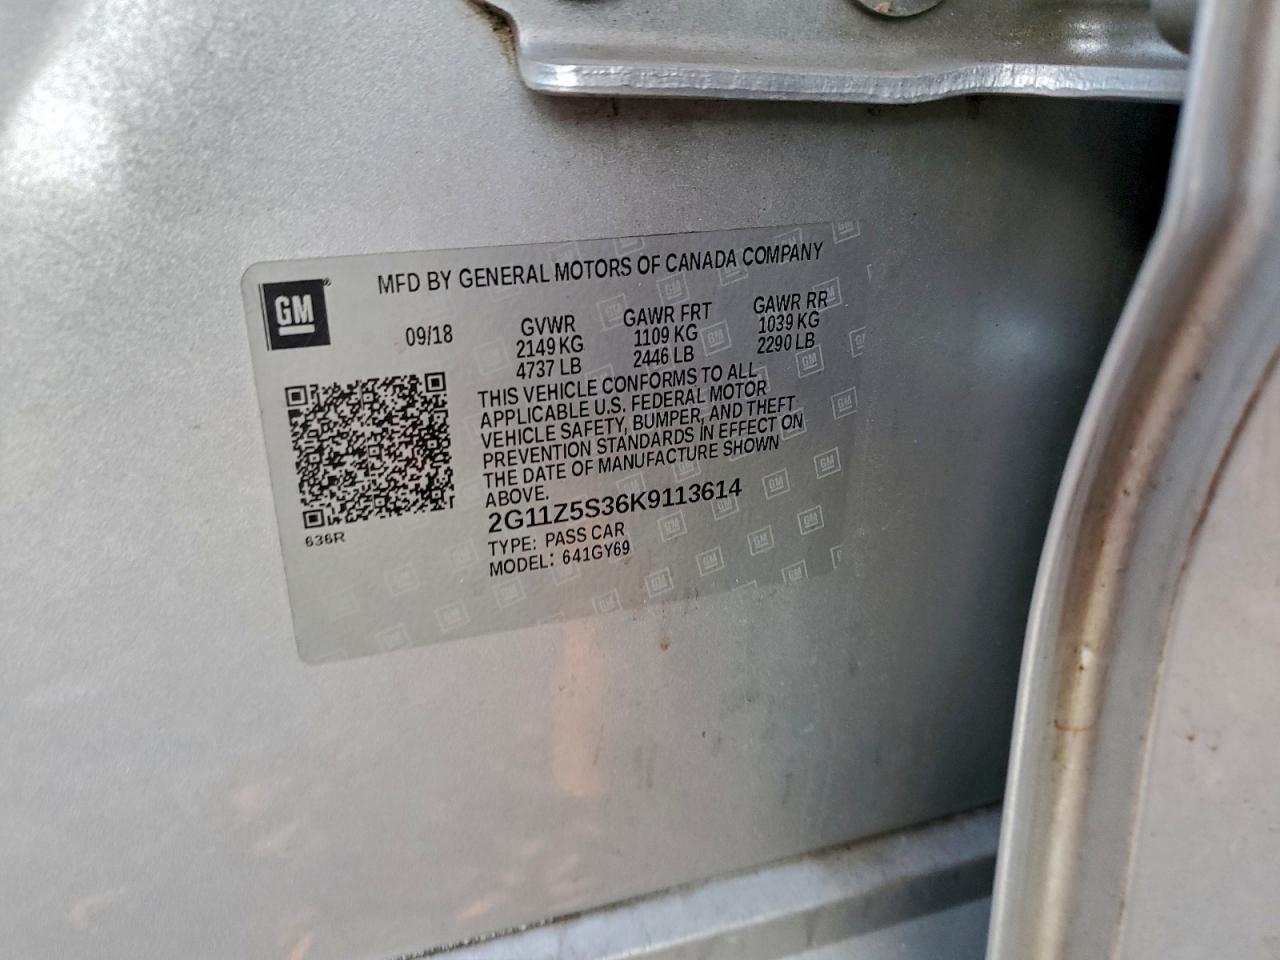 GM
MFD BY GENERAL MOTORS OF CANADA COMPANY
09/18
GVWR
2149 KG
4737 LB
GAWR FRT
1109 KG
2446 LB
GAWR RR
1039 KG
2290 LB
THIS VEHICLE CONFORMS TO ALL
APPLICABLE U.S. FEDERAL MOTOR
VEHICLE SAFETY, BUMPER, AND THEFT
PREVENTION STANDARDS IN EFFECT ON
THE DATE OF MANUFACTURE SHOWN
ABOVE.
2G11Z5S36K9113614
TYPE: PASS CAR
MODEL: 641GY69
636R